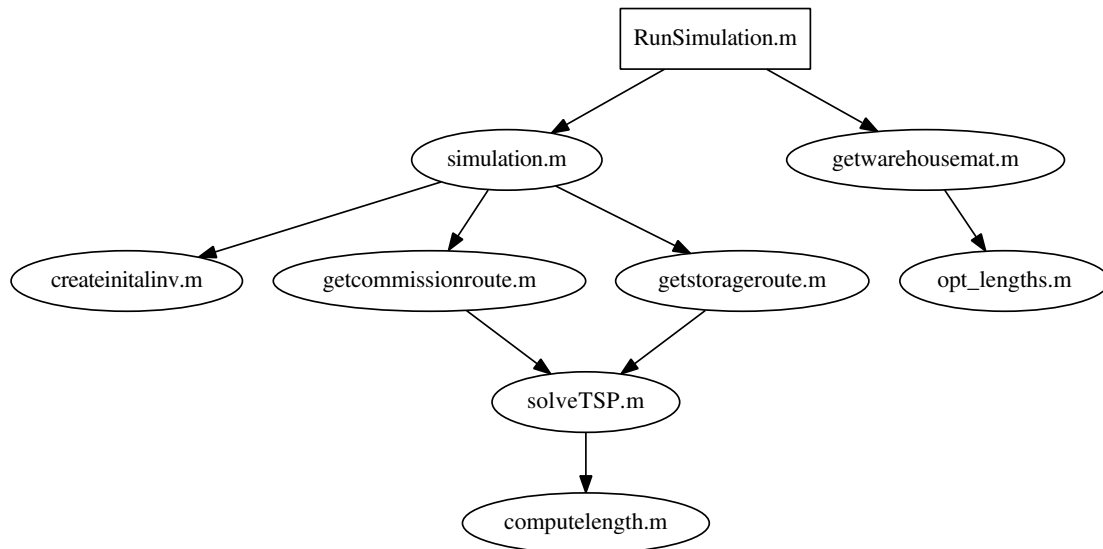 RunSimulation.m
simulation.m
getwarehousemat.m
createinitalinv.m
getcommissionroute.m
getstorageroute.m
opt_lengths.m
solveTSP.m
computelength.m